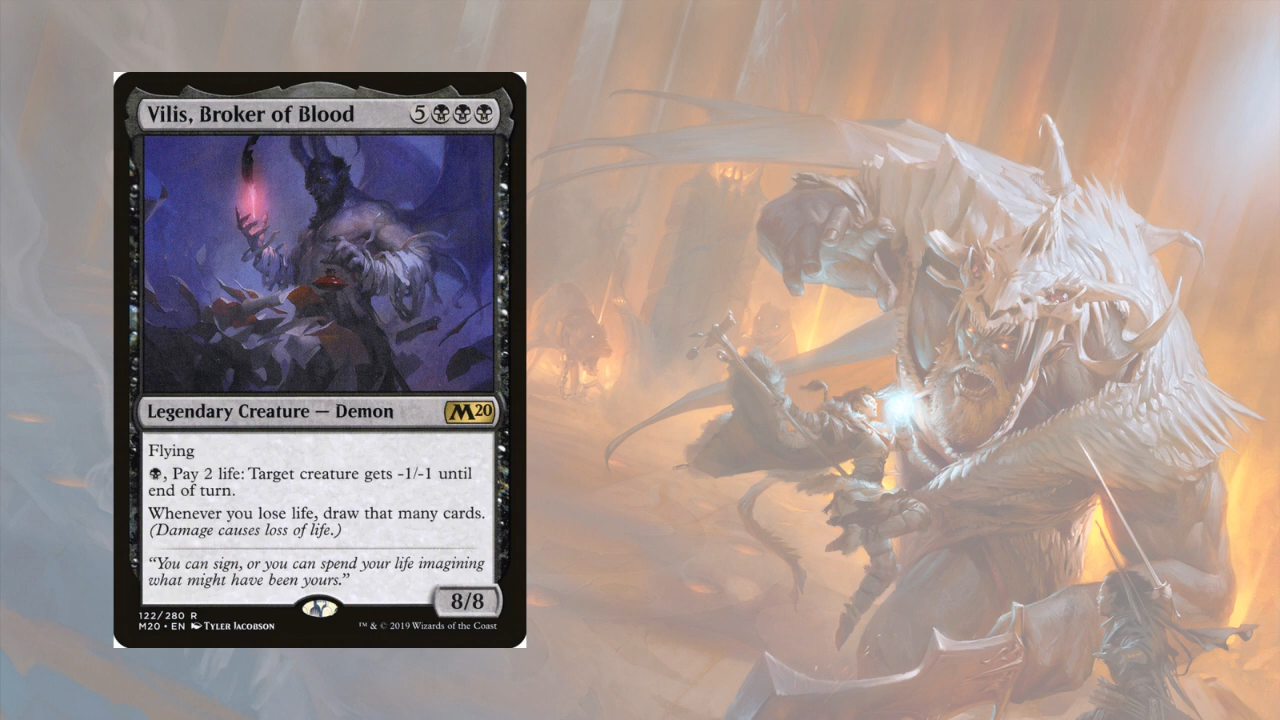 Vilis, Broker of Blood 5
Legendary Creature — Demon M20
Flying
, Pay 2 life: Target creature gets -1/-1 until
end of turn.
Whenever you lose life, draw that many cards.
(Damage causes loss of life.)
“You can sign, or you can spend your life imagining
what might have been yours.”
8/8
122/280 R
M20 • EN Tyler Jacobson ™ & © 2019 Wizards of the Coast